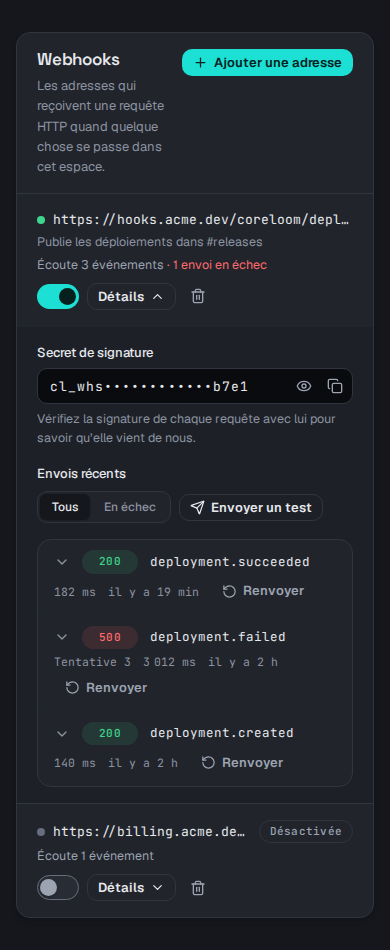 Webhooks
Ajouter une adresse
Les adresses qui
reçoivent une requête
HTTP quand quelque
chose se passe dans
cet espace.
https://hooks.acme.dev/coreloom/depl…
Publie les déploiements dans #releases
Écoute 3 événements · 1 envoi en échec
Détails
Secret de signature
cl_whs••••••••••••b7e1
Vérifiez la signature de chaque requête avec lui pour
savoir qu'elle vient de nous.
Envois récents
Tous En échec Envoyer un test
200 deployment.succeeded
182 ms il y a 19 min Renvoyer
500 deployment.failed
Tentative 3 3 012 ms il y a 2 h
Renvoyer
200 deployment.created
140 ms il y a 2 h Renvoyer
https://billing.acme.de… Désactivée
Écoute 1 événement
Détails